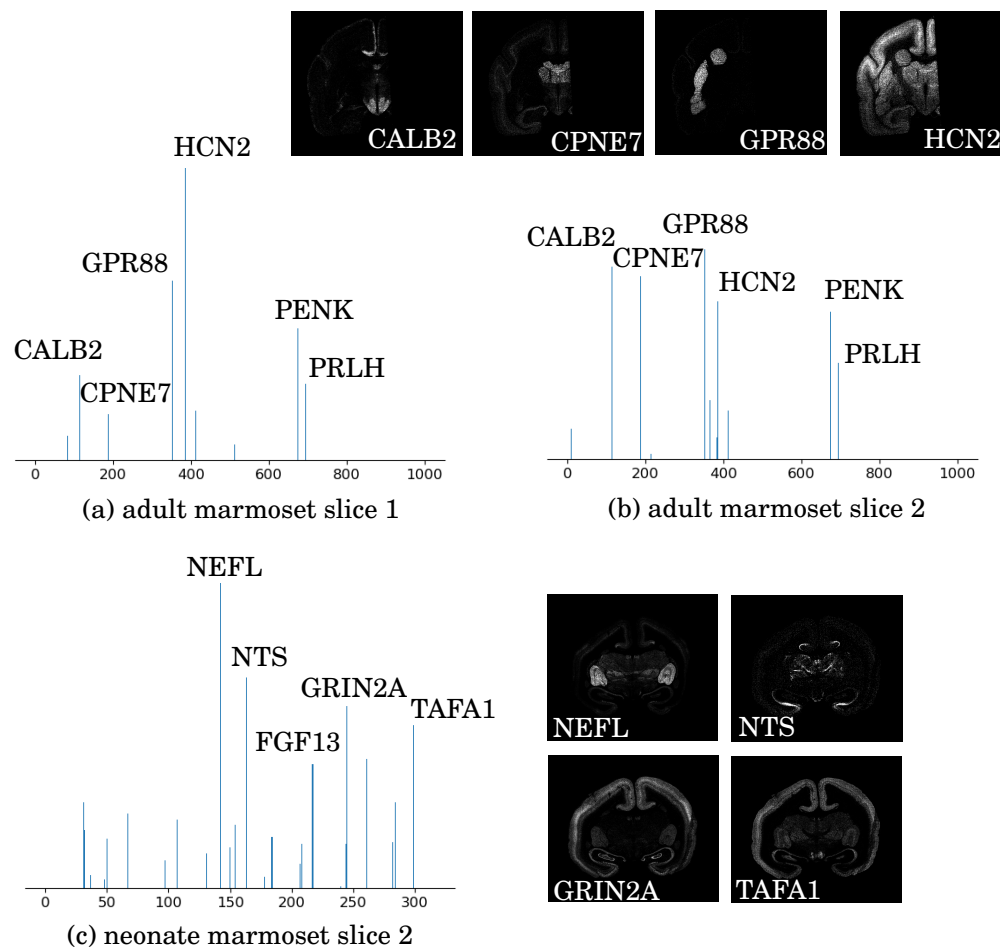 CALB2
CPNE7
GPR88
HCN2
HCN2
GPR88
PENK
CALB2
PRLH
CPNE7
0 200 400 600 800 1000
(a) adult marmoset slice 1
GPR88
CALB2
CPNE7
HCN2
PENK
PRLH
0 200 400 600 800 1000
(b) adult marmoset slice 2
NEFL
NTS
GRIN2A
TAFA1
FGF13
0 50 100 150 200 250 300
(c) neonate marmoset slice 2
NEFL
NTS
GRIN2A
TAFA1